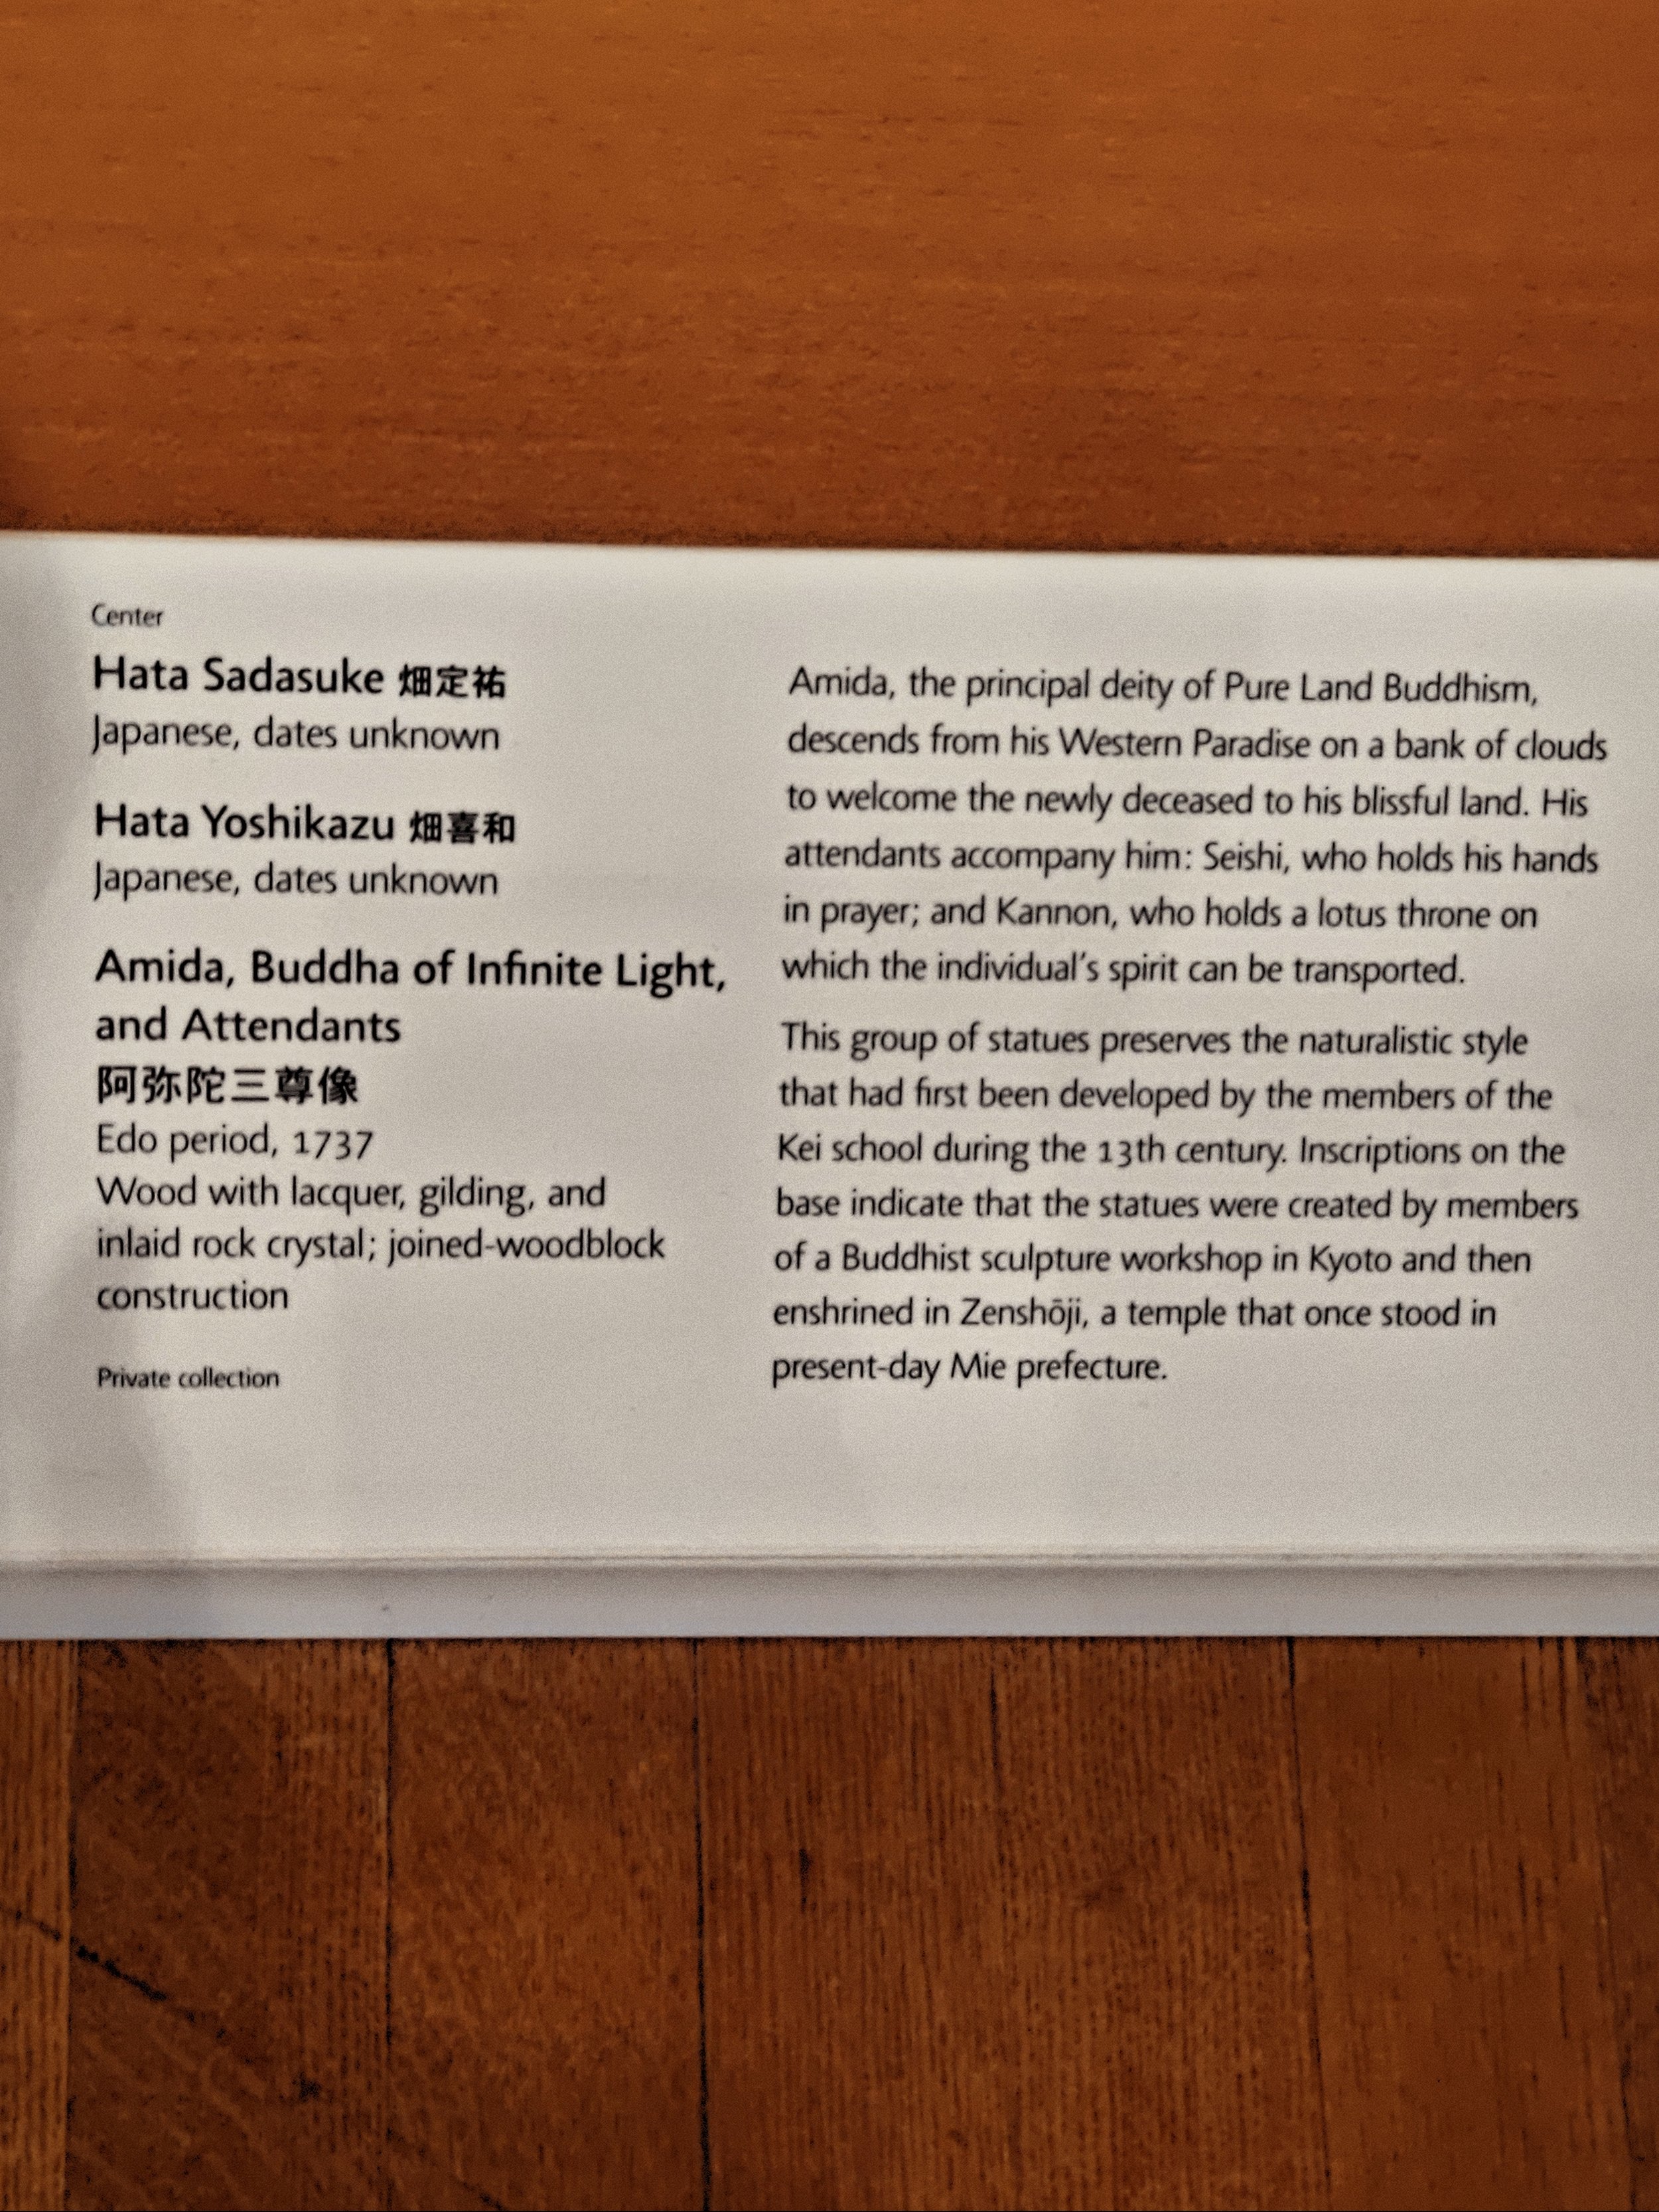 Center
Hata Sadasuke 畑定祐
Japanese, dates unknown
Hata Yoshikazu 畑喜和
Japanese, dates unknown
Amida, Buddha of Infinite Light,
and Attendants
阿弥陀三尊像
Edo period, 1737
Wood with lacquer, gilding, and
inlaid rock crystal; joined-woodblock
construction
Private collection
Amida, the principal deity of Pure Land Buddhism,
descends from his Western Paradise on a bank of clouds
to welcome the newly deceased to his blissful land. His
attendants accompany him: Seishi, who holds his hands
in prayer; and Kannon, who holds a lotus throne on
which the individual's spirit can be transported.
This group of statues preserves the naturalistic style
that had first been developed by the members of the
Kei school during the 13th century. Inscriptions on the
base indicate that the statues were created by members
of a Buddhist sculpture workshop in Kyoto and then
enshrined in Zenshōji, a temple that once stood in
present-day Mie prefecture.